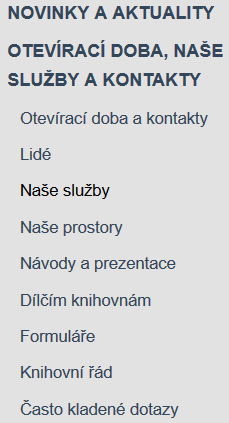 NOVINKY A AKTUALITY
OTEVÍRACÍ DOBA, NAŠE
SLUŽBY A KONTAKTY
Otevírací doba a kontakty
Lidé
Naše služby
Naše prostory
Návody a prezentace
Dílčím knihovnám
Formuláře
Knihovní řád
Často kladené dotazy